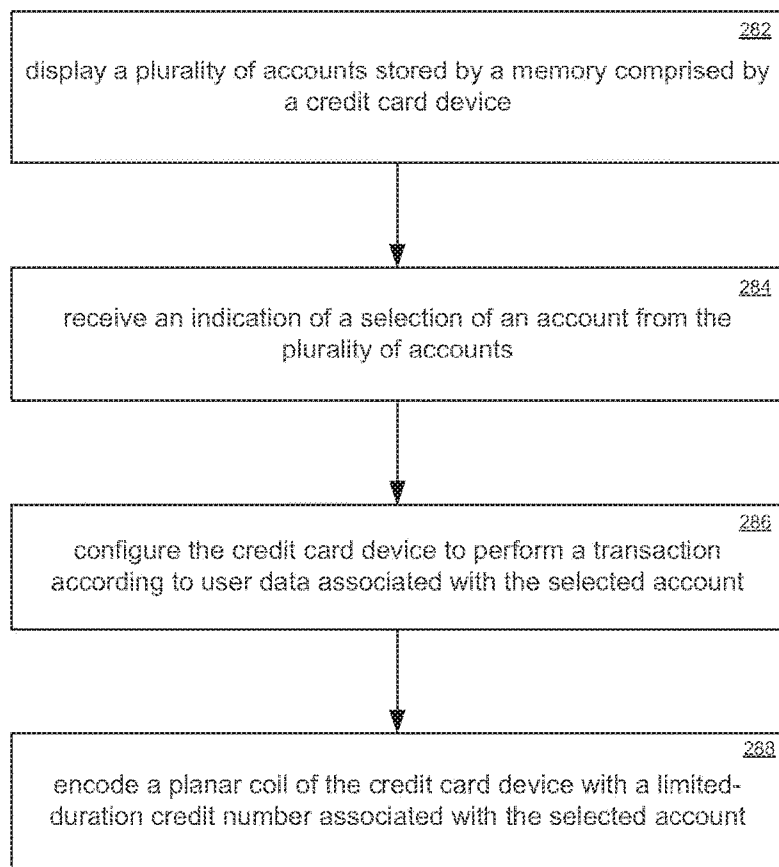 282
display a plurality of accounts stored by a memory comprised by
a credit card device
284
receive an indication of a selection of an account from the
plurality of accounts
286
configure the credit card device to perform a transaction
according to user data associated with the selected account
288
encode a planar coil of the credit card device with a limited-
duration credit number associated with the selected account